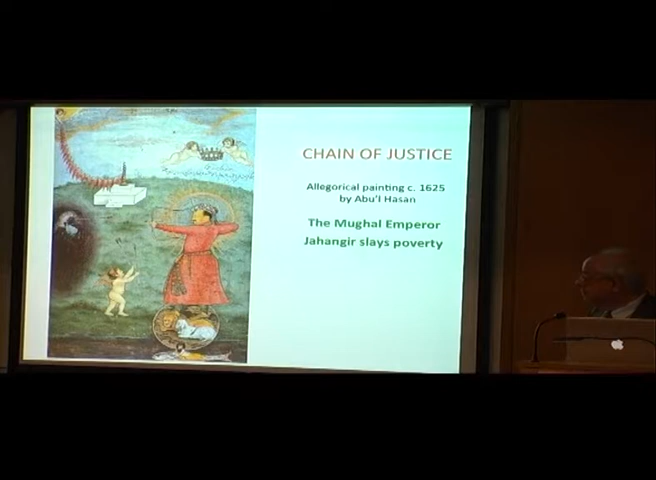 CHAIN OF JUSTICE
Allegorical painting c. 1625
by Abu'l Hasan
The Mughal Emperor
Jahangir slays poverty